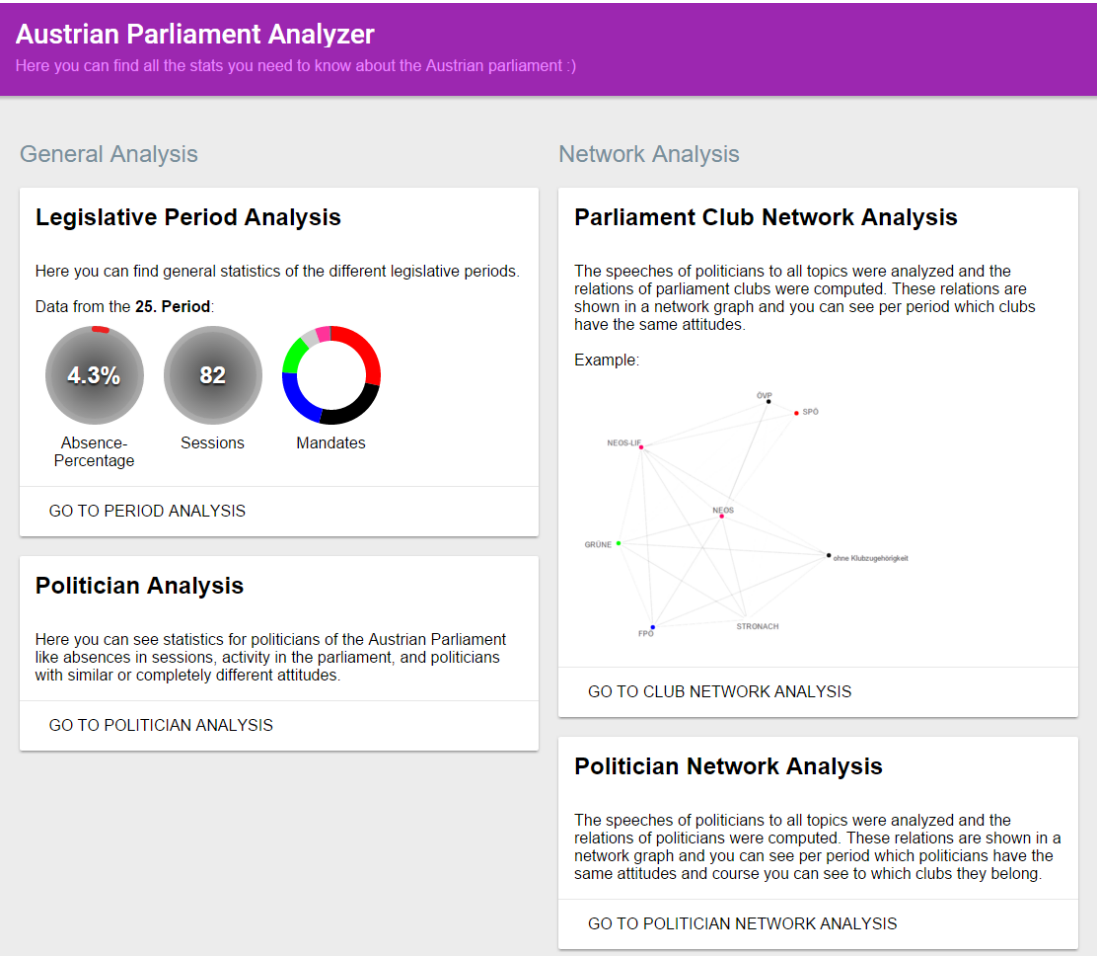 Austrian Parliament Analyzer
Here you can find all the stats you need to know about the Austrian parliament :)
General Analysis
Legislative Period Analysis
Here you can find general statistics of the different legislative periods.
Data from the 25. Period:
4.3%
82
Absence-
Percentage
Sessions
Mandates
GO TO PERIOD ANALYSIS
Politician Analysis
Here you can see statistics for politicians of the Austrian Parliament
like absences in sessions, activity in the parliament, and politicians
with similar or completely different attitudes.
GO TO POLITICIAN ANALYSIS
Network Analysis
Parliament Club Network Analysis
The speeches of politicians to all topics were analyzed and the
relations of parliament clubs were computed. These relations are
shown in a network graph and you can see per period which clubs
have the same attitudes.
Example:
ÖVP
SPÖ
NEOS-LIF
NEOS
GRÜNE
ohne Klubzugehörigkeit
FPÖ
STRONACH
GO TO CLUB NETWORK ANALYSIS
Politician Network Analysis
The speeches of politicians to all topics were analyzed and the
relations of politicians were computed. These relations are shown in a
network graph and you can see per period which politicians have the
same attitudes and course you can see to which clubs they belong.
GO TO POLITICIAN NETWORK ANALYSIS